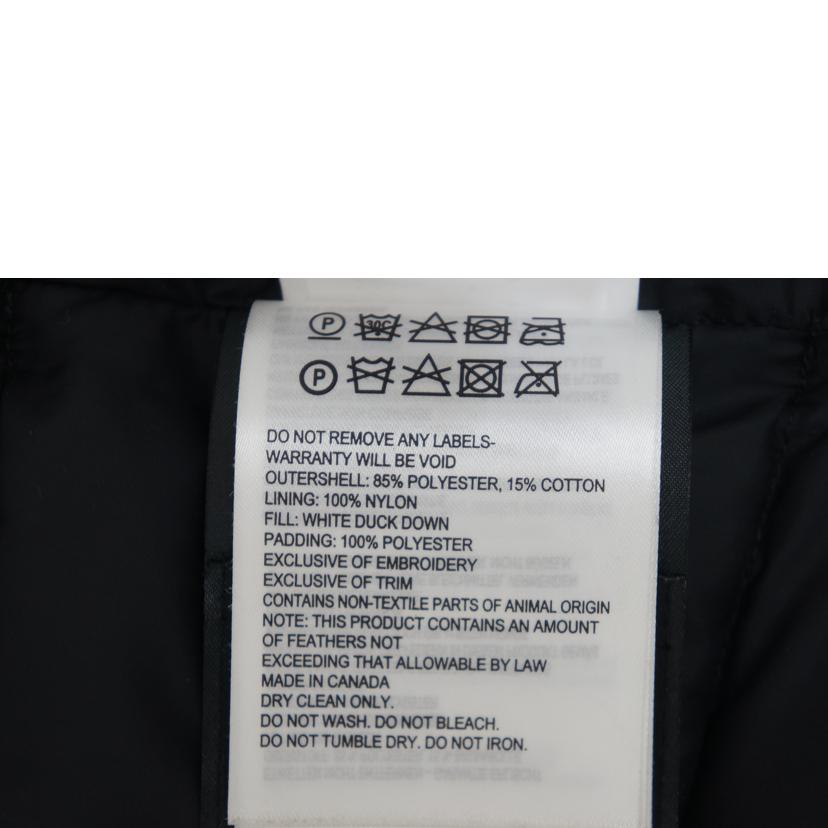 P 30C
P
DO NOT REMOVE ANY LABELS-
WARRANTY WILL BE VOID
OUTERSHELL: 85% POLYESTER, 15% COTTON
LINING: 100% NYLON
FILL: WHITE DUCK DOWN
PADDING: 100% POLYESTER
EXCLUSIVE OF EMBROIDERY
EXCLUSIVE OF TRIM
CONTAINS NON-TEXTILE PARTS OF ANIMAL ORIGIN
NOTE: THIS PRODUCT CONTAINS AN AMOUNT
OF FEATHERS NOT
EXCEEDING THAT ALLOWABLE BY LAW
MADE IN CANADA
DRY CLEAN ONLY.
DO NOT WASH. DO NOT BLEACH.
DO NOT TUMBLE DRY. DO NOT IRON.